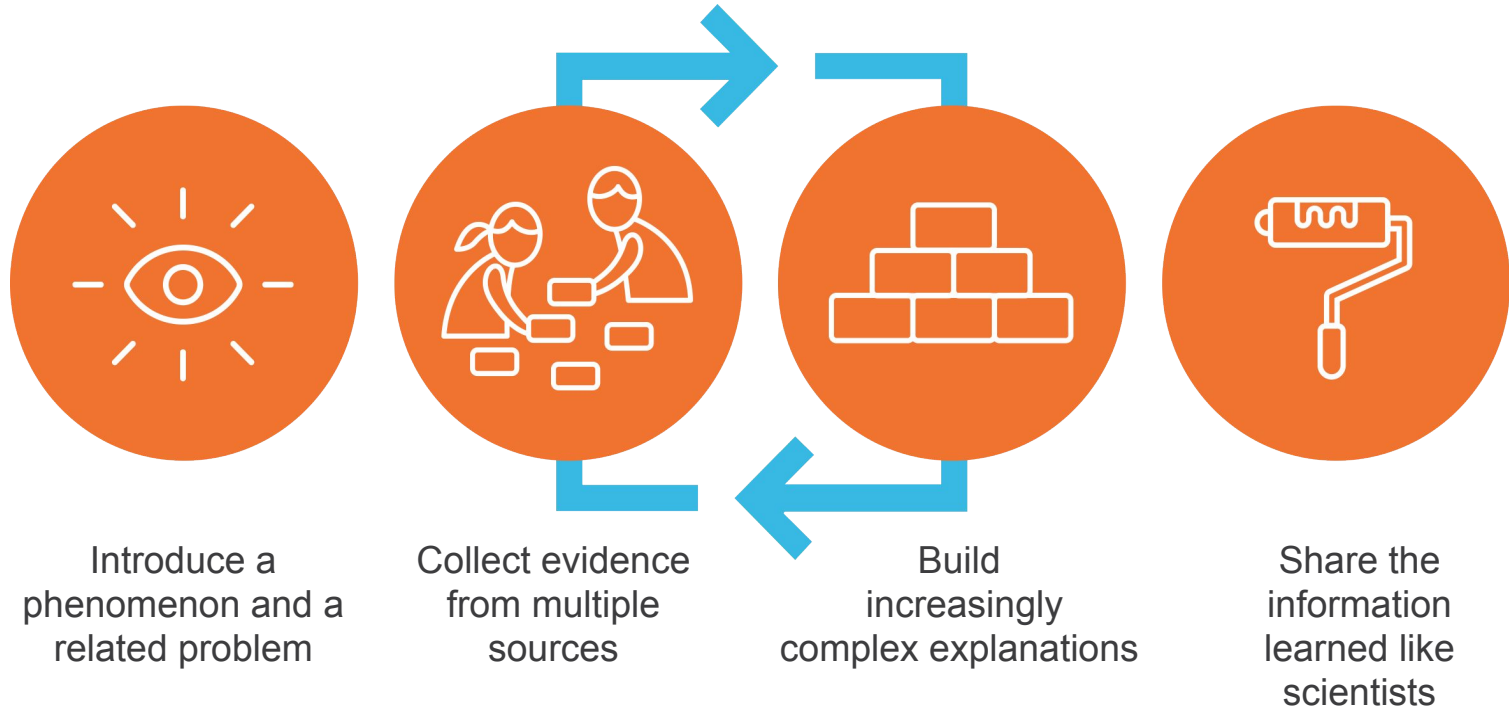 Introduce a
phenomenon and a
related problem
Collect evidence
from multiple
sources
Build
increasingly
complex explanations
Share the
information
learned like
scientists